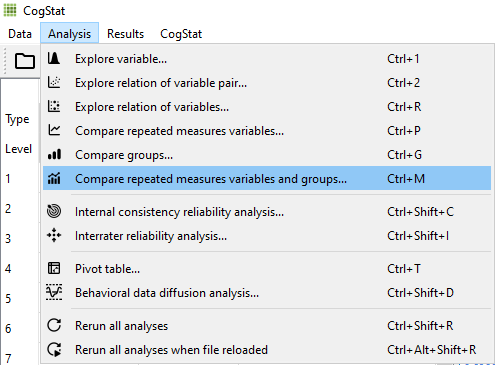 CogStat
Data Analysis Results CogStat
Explore variable... Ctrl+1
Explore relation of variable pair... Ctrl+2
Explore relation of variables... Ctrl+R
Type Compare repeated measures variables... Ctrl+P
Level Compare groups... Ctrl+G
1 Compare repeated measures variables and groups... Ctrl+M
2 Internal consistency reliability analysis... Ctrl+Shift+C
3 Interrater reliability analysis... Ctrl+Shift+I
4 Pivot table... Ctrl+T
5 Behavioral data diffusion analysis... Ctrl+Shift+D
6 Rerun all analyses Ctrl+Shift+R
7 Rerun all analyses when file reloaded Ctrl+Alt+Shift+R